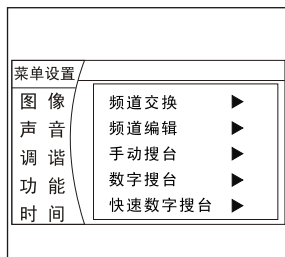 菜单设置
图 像
声 音
调 谐
功 能
时 间
频道交换 ▶
频道编辑 ▶
手动搜台 ▶
数字搜台 ▶
快速数字搜台 ▶